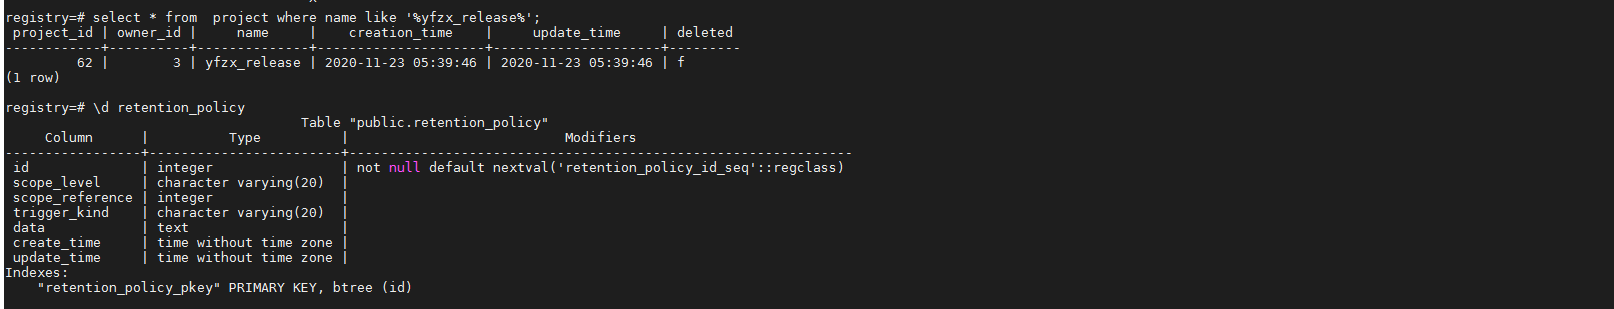 registry=# select * from  project where name like '%yfzx_release%';
 project_id | owner_id |     name     |    creation_time    |     update_time     | deleted
------------+----------+--------------+---------------------+---------------------+---------
         62 |        3 | yfzx_release | 2020-11-23 05:39:46 | 2020-11-23 05:39:46 | f
(1 row)
registry=# \d retention_policy
                                     Table "public.retention_policy"
     Column      |          Type          |                           Modifiers
-----------------+------------------------+---------------------------------------------------------------
 id              | integer                | not null default nextval('retention_policy_id_seq'::regclass)
 scope_level     | character varying(20)  |
 scope_reference | integer                |
 trigger_kind    | character varying(20)  |
 data            | text                   |
 create_time     | time without time zone |
 update_time     | time without time zone |
Indexes:
    "retention_policy_pkey" PRIMARY KEY, btree (id)